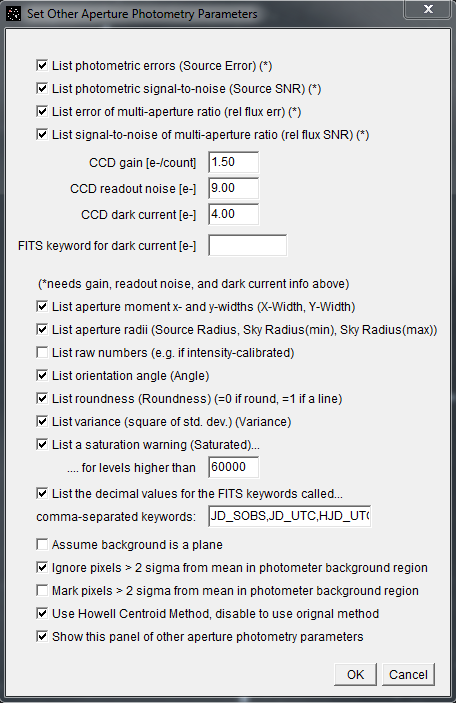 Set Other Aperture Photometry Parameters
List photometric errors (Source Error) (*)
List photometric signal-to-noise (Source SNR) (*)
List error of multi-aperture ratio (rel flux err) (*)
List signal-to-noise of multi-aperture ratio (rel flux SNR) (*)
CCD gain [e-/count] 1.50
CCD readout noise [e-] 9.00
CCD dark current [e-] 4.00
FITS keyword for dark current [e-]
(*needs gain, readout noise, and dark current info above)
List aperture moment x- and y-widths (X-Width, Y-Width)
List aperture radii (Source Radius, Sky Radius(min), Sky Radius(max))
List raw numbers (e.g. if intensity-calibrated)
List orientation angle (Angle)
List roundness (Roundness) (=0 if round, =1 if a line)
List variance (square of std. dev.) (Variance)
List a saturation warning (Saturated)...
.... for levels higher than 60000
List the decimal values for the FITS keywords called...
comma-separated keywords: JD_SOBS,JD_UTC,HJD_UTC
Assume background is a plane
Ignore pixels > 2 sigma from mean in photometer background region
Mark pixels > 2 sigma from mean in photometer background region
Use Howell Centroid Method, disable to use orignal method
Show this panel of other aperture photometry parameters
OK Cancel